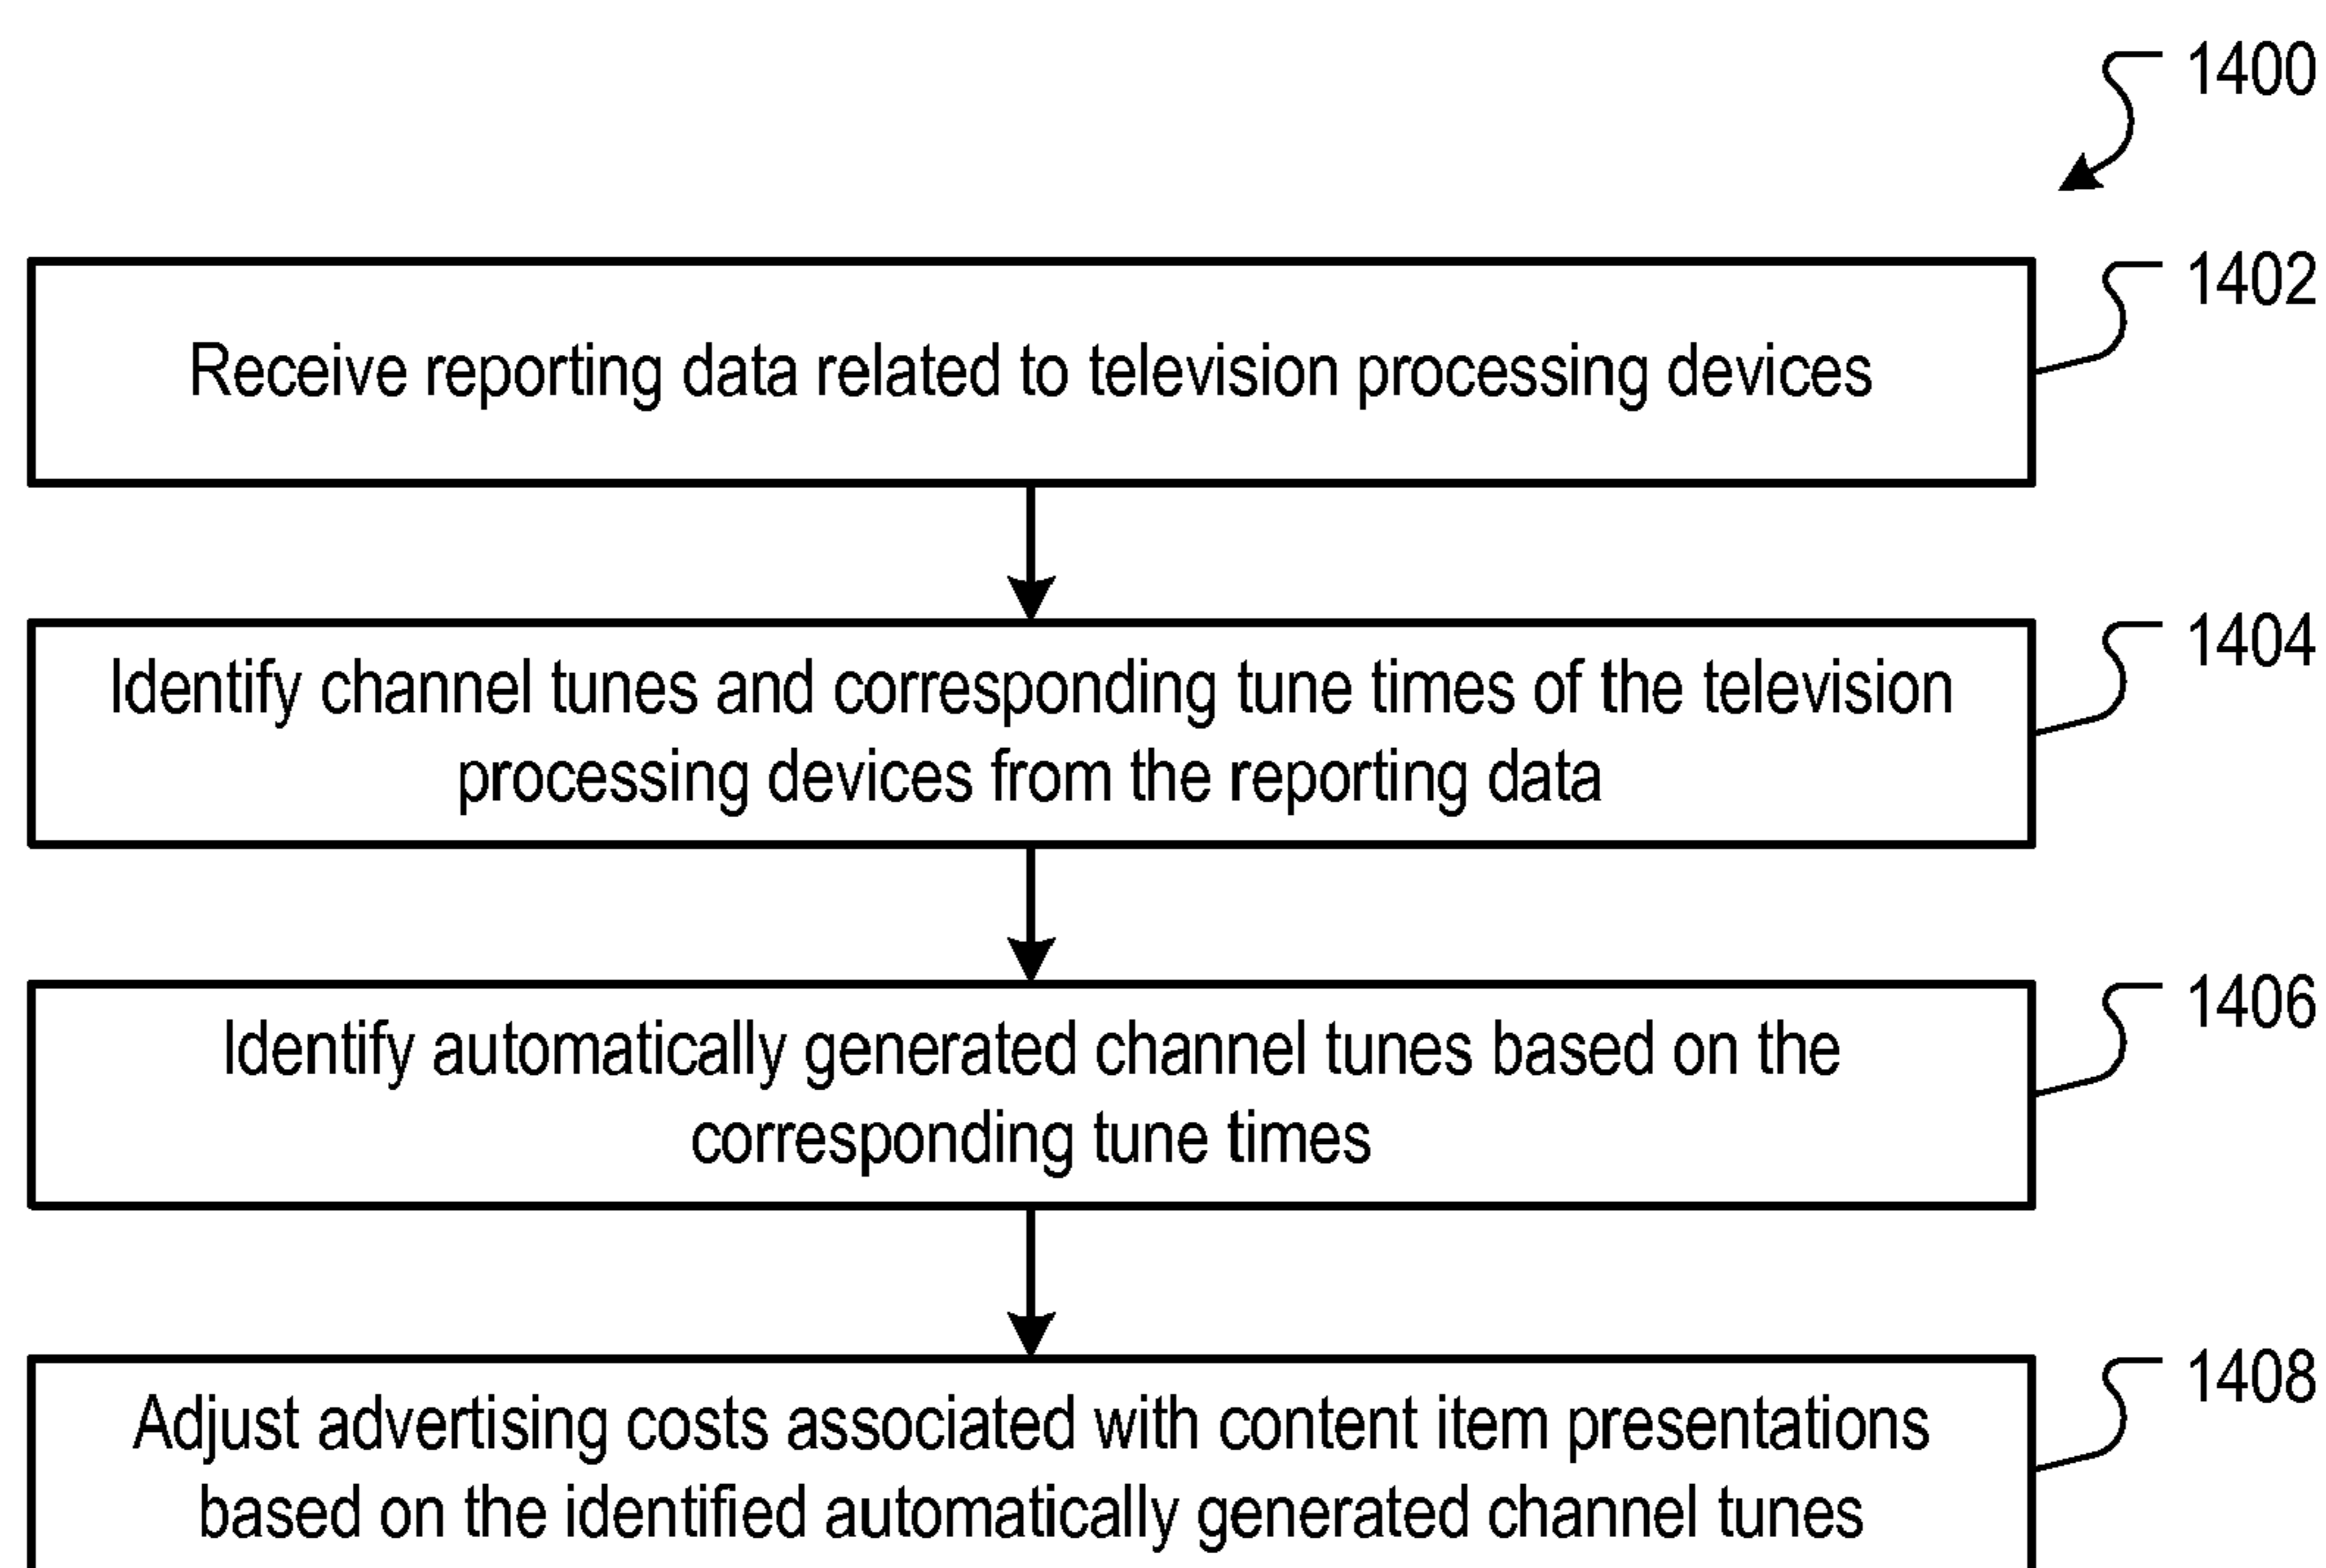 1400
1402
Receive reporting data related to television processing devices
1404
Identify channel tunes and corresponding tune times of the television
processing devices from the reporting data
1406
Identify automatically generated channel tunes based on the
corresponding tune times
1408
Adjust advertising costs associated with content item presentations
based on the identified automatically generated channel tunes